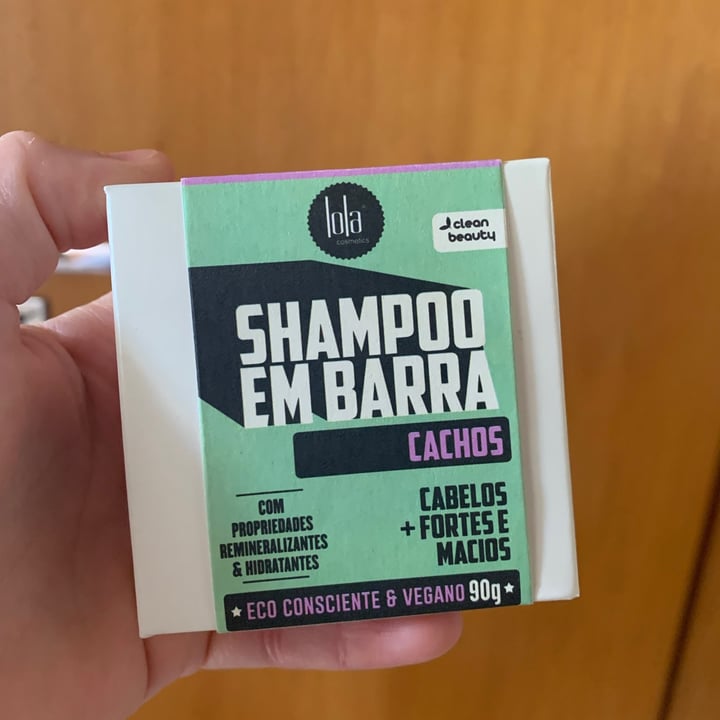 lola
cosmetics
clean
beauty
SHAMPOO
EM BARRA
CACHOS
COM
PROPRIEDADES
REMINERALIZANTES
& HIDRATANTES
CABELOS
+ FORTES E
MACIOS
ECO CONSCIENTE & VEGANO 90g